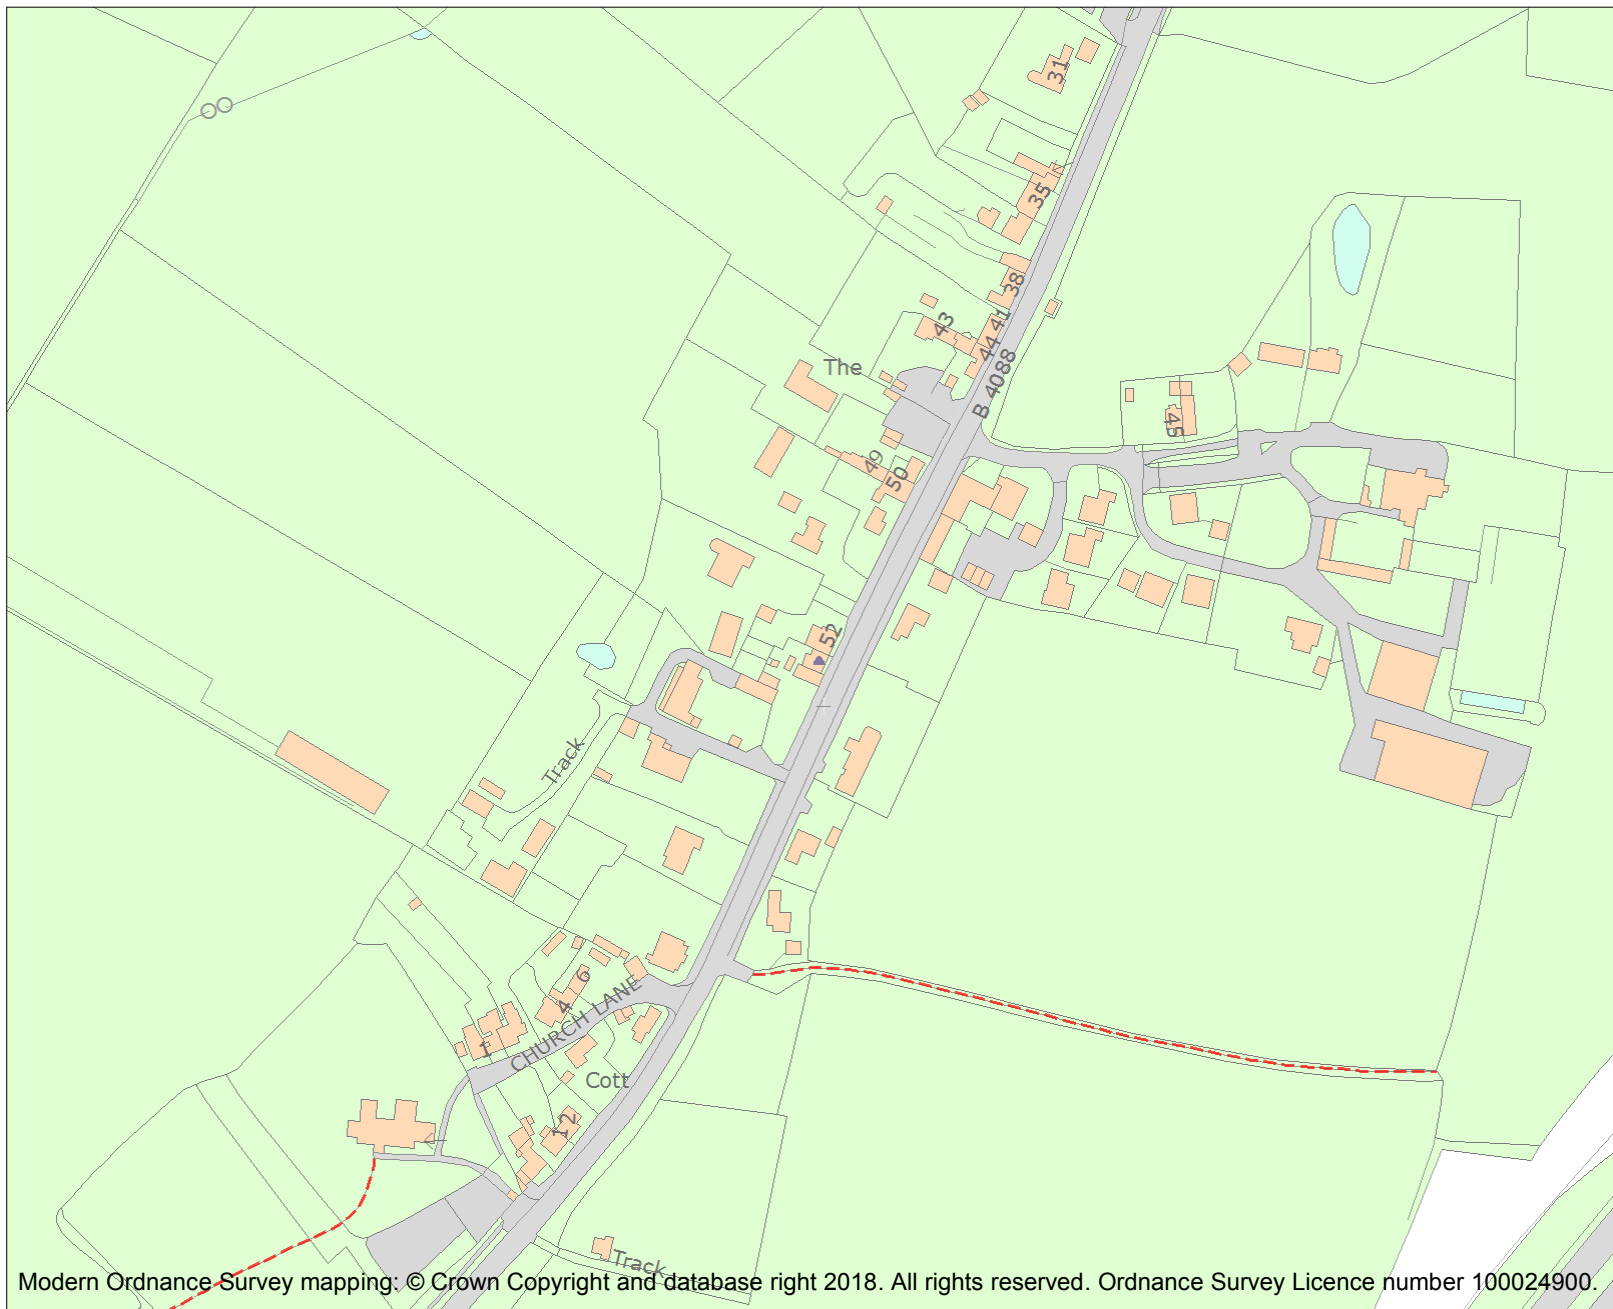 31
35
38
41
43
44
B 4088
The
45
49
50
52
Track
6
4
CHURCH LANE
1
Cott
12
Track
Modern Ordnance Survey mapping: © Crown Copyright and database right 2018. All rights reserved. Ordnance Survey Licence number 100024900.